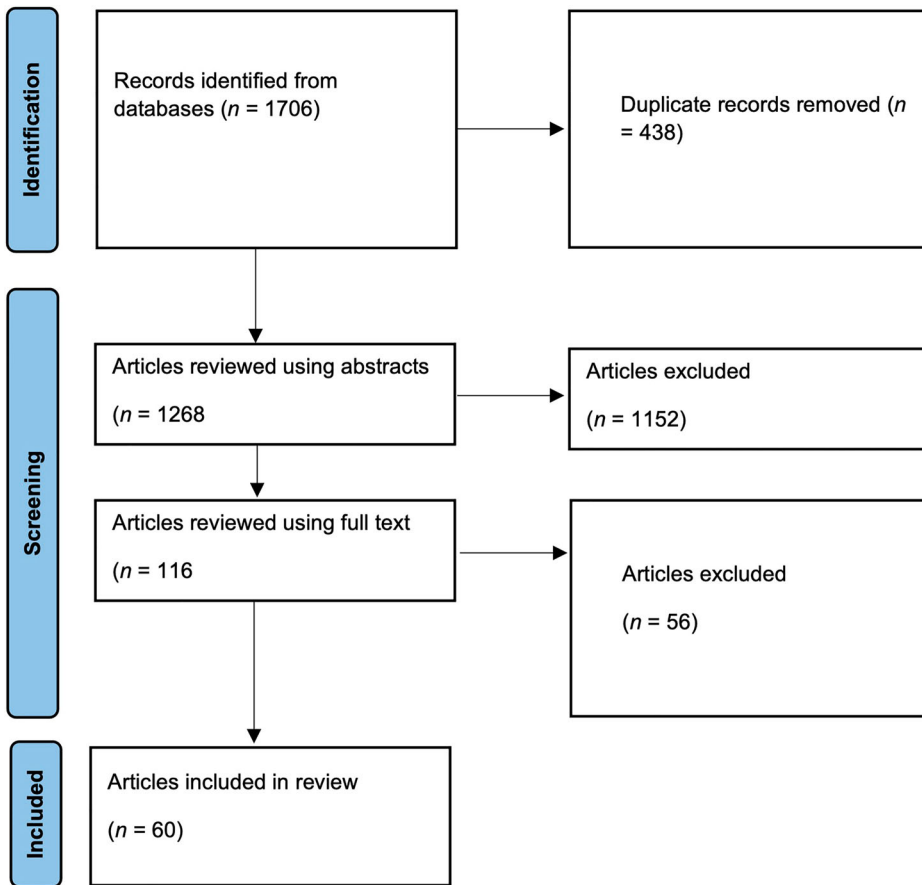 Identification
Records identified from
databases (n = 1706)
Duplicate records removed (n
= 438)
Screening
Articles reviewed using abstracts
(n = 1268
Articles excluded
(n = 1152)
Articles reviewed using full text
(n = 116
Articles excluded
(n = 56)
Included
Articles included in review
(n = 60)